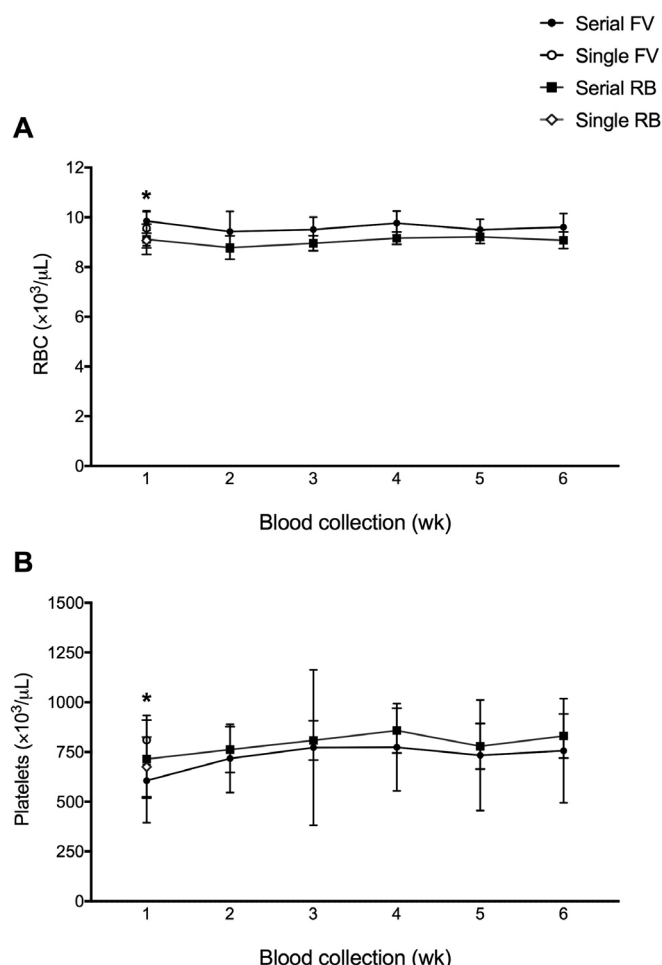 Serial FV
Single FV
Serial RB
Single RB
A
*
12
10
8
6
4
2
0
RBC (×10³/μL)
1 2 3 4 5 6
Blood collection (wk)
B
1500
1250
1000
*
750
500
250
0
Platelets (×10³/μL)
1 2 3 4 5 6
Blood collection (wk)